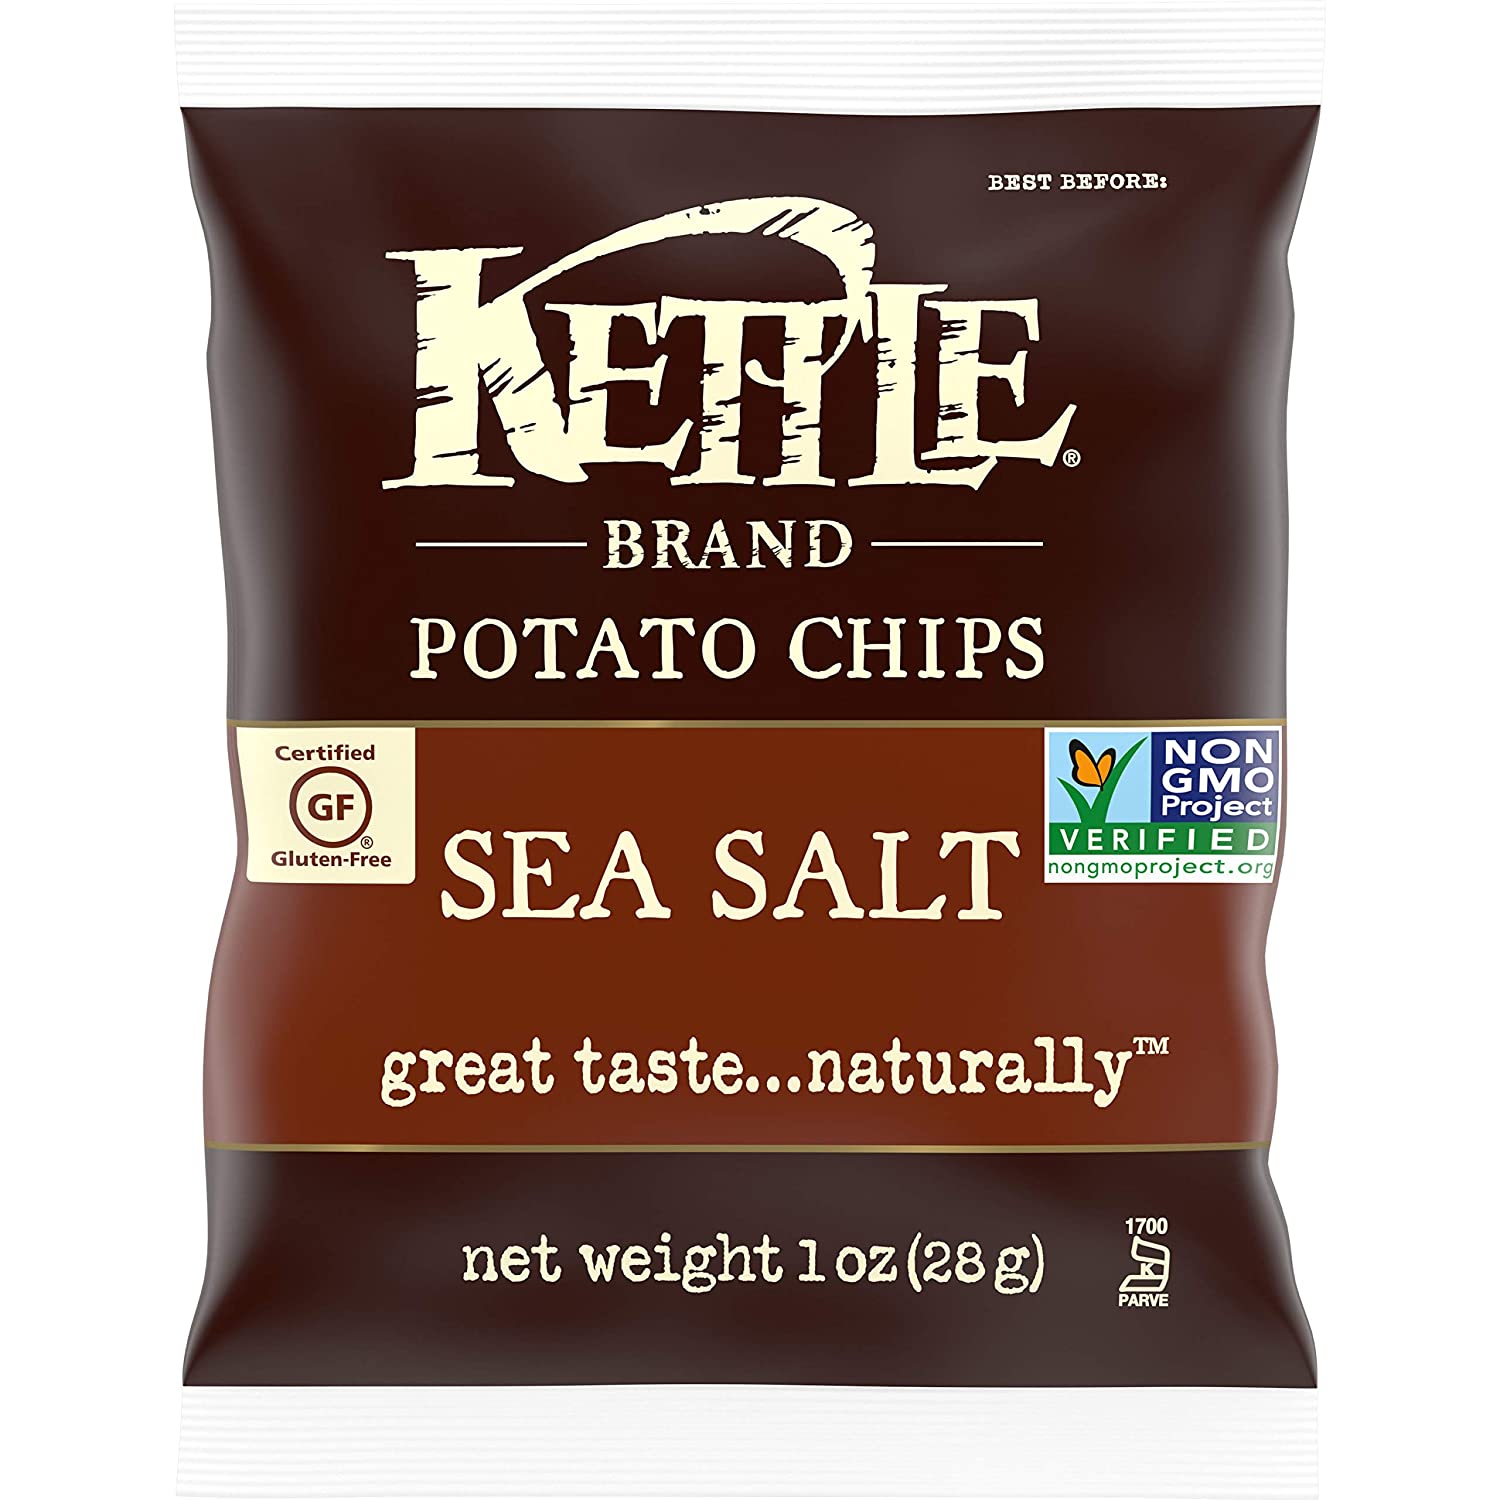 BEST BEFORE:
KETTLE®
BRAND
POTATO CHIPS
Certified
GF®
Gluten-Free
NON
GMO
Project
VERIFIED
nongmoproject.org
SEA SALT
great taste...naturally™
net weight 1 oz (28 g)
1700
K
PARVE